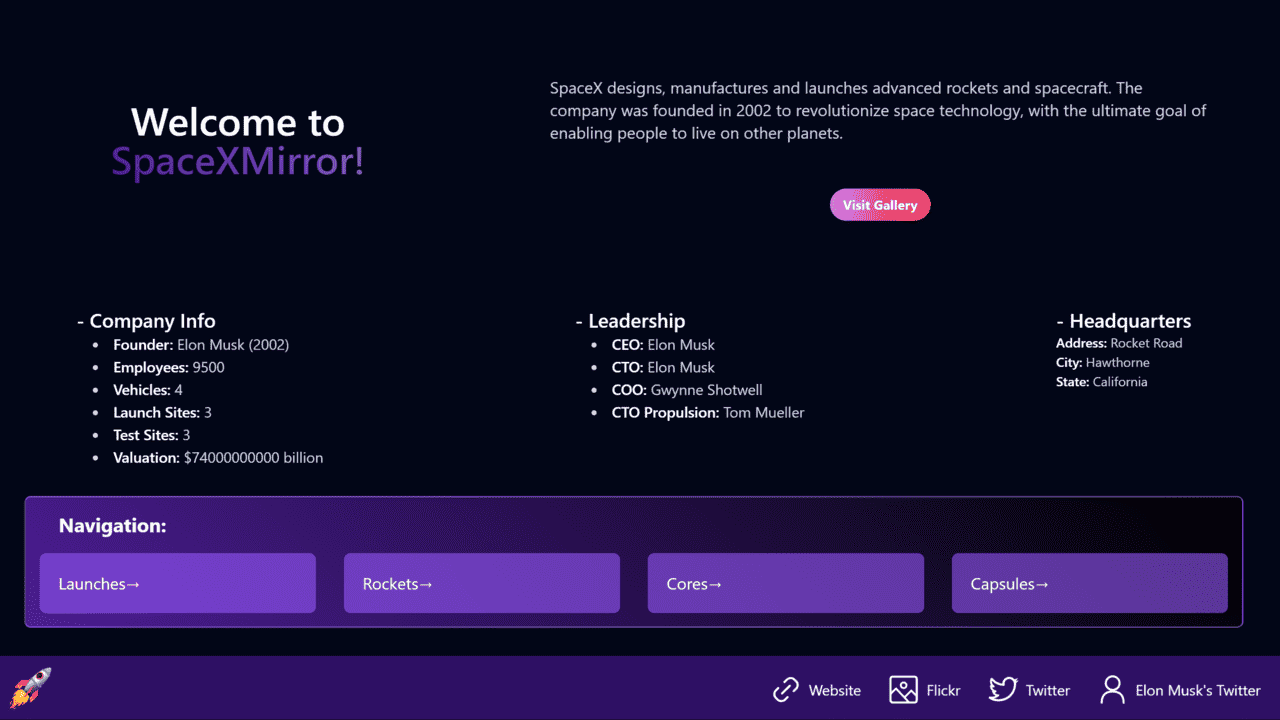 Welcome to
SpaceXMirror!
SpaceX designs, manufactures and launches advanced rockets and spacecraft. The
company was founded in 2002 to revolutionize space technology, with the ultimate goal of
enabling people to live on other planets.
Visit Gallery
- Company Info
• Founder: Elon Musk (2002)
• Employees: 9500
• Vehicles: 4
• Launch Sites: 3
• Test Sites: 3
• Valuation: $74000000000 billion
- Leadership
• CEO: Elon Musk
• CTO: Elon Musk
• COO: Gwynne Shotwell
• CTO Propulsion: Tom Mueller
- Headquarters
Address: Rocket Road
City: Hawthorne
State: California
Navigation:
Launches→
Rockets→
Cores→
Capsules→
Website
Flickr
Twitter
Elon Musk's Twitter